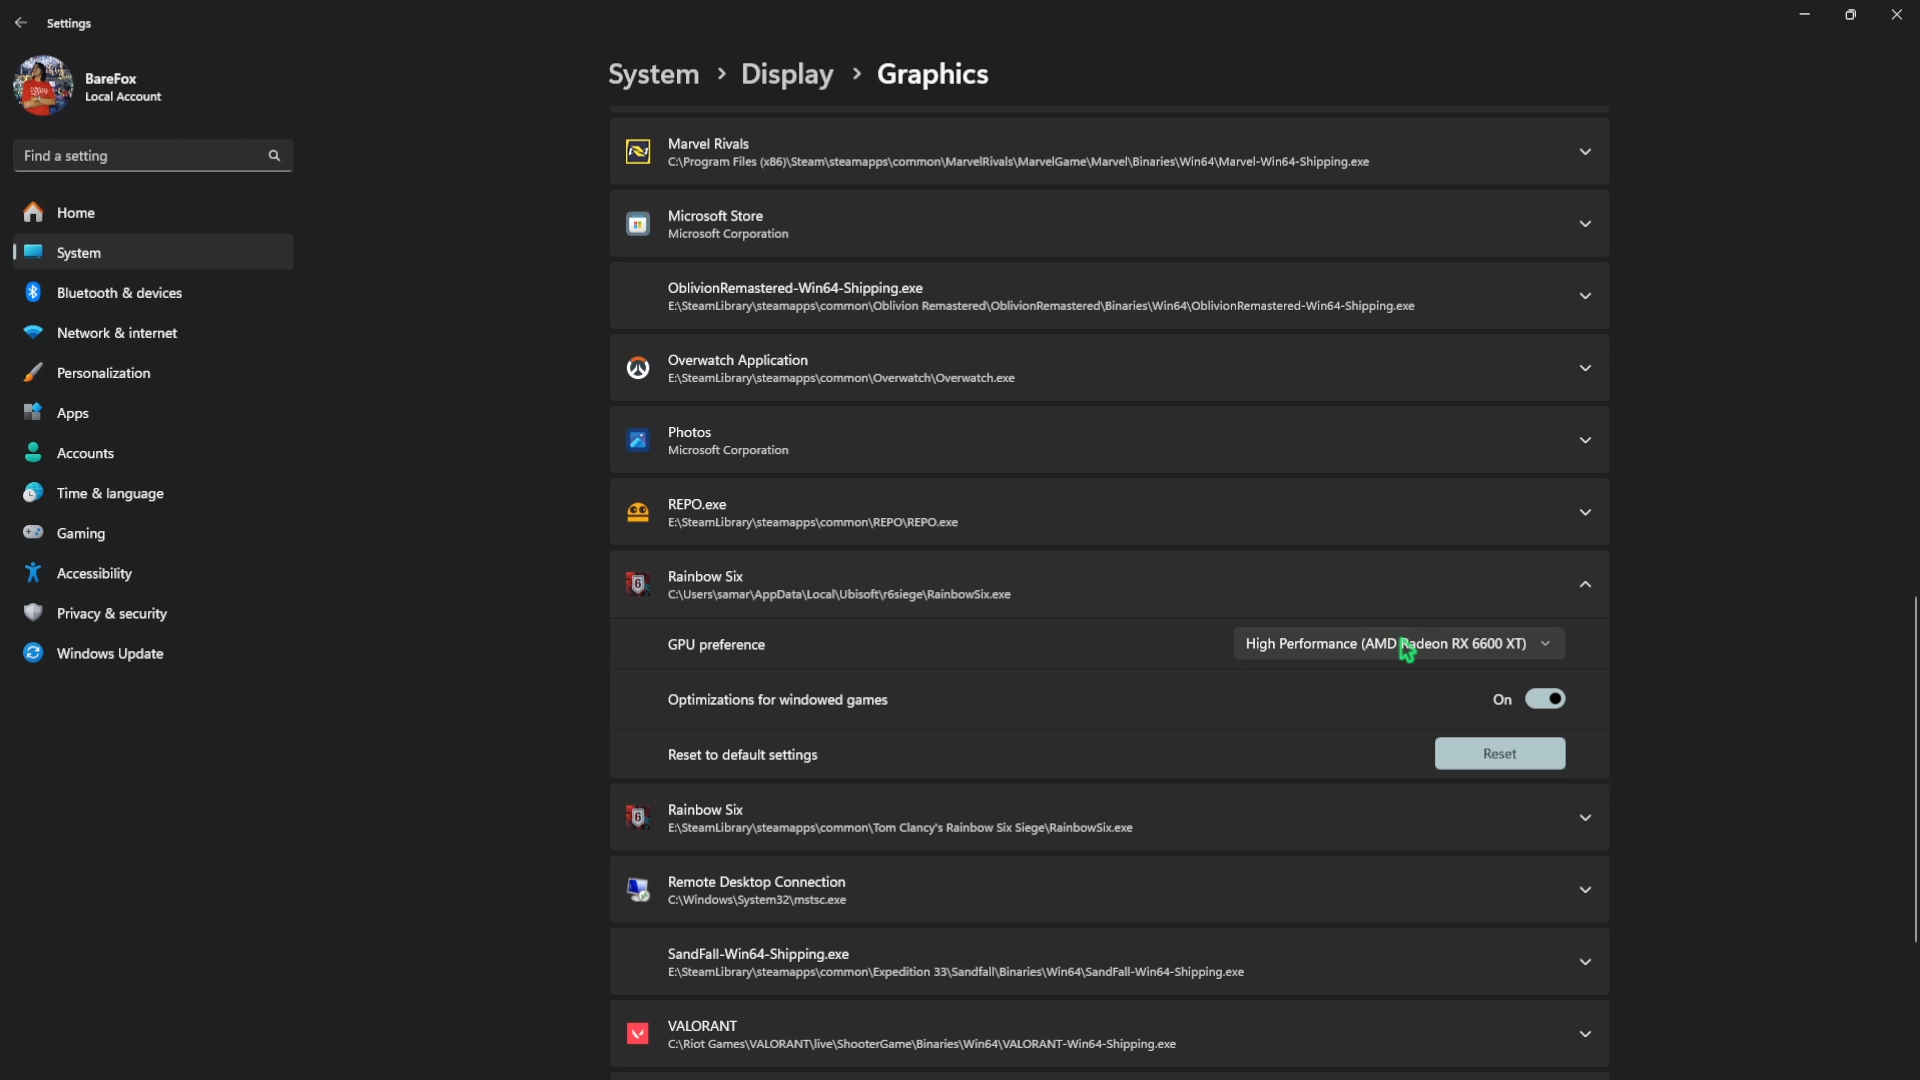 Settings
BareFox
Local Account
Find a setting
Home
System
Bluetooth & devices
Network & internet
Personalization
Apps
Accounts
Time & language
Gaming
Accessibility
Privacy & security
Windows Update
System > Display > Graphics
Marvel Rivals
C:\Program Files (x86)\Steam\steamapps\common\MarvelRivals\MarvelGame\Marvel\Binaries\Win64\Marvel-Win64-Shipping.exe
Microsoft Store
Microsoft Corporation
OblivionRemastered-Win64-Shipping.exe
E:\SteamLibrary\steamapps\common\Oblivion Remastered\OblivionRemastered\Binaries\Win64\OblivionRemastered-Win64-Shipping.exe
Overwatch Application
E:\SteamLibrary\steamapps\common\Overwatch\Overwatch.exe
Photos
Microsoft Corporation
REPO.exe
E:\SteamLibrary\steamapps\common\REPO\REPO.exe
Rainbow Six
C:\Users\samar\AppData\Local\Ubisoft\r6siege\RainbowSix.exe
GPU preference
High Performance (AMD Radeon RX 6600 XT)
Optimizations for windowed games
On
Reset to default settings
Reset
Rainbow Six
E:\SteamLibrary\steamapps\common\Tom Clancy's Rainbow Six Siege\RainbowSix.exe
Remote Desktop Connection
C:\Windows\System32\mstsc.exe
SandFall-Win64-Shipping.exe
E:\SteamLibrary\steamapps\common\Expedition 33\Sandfall\Binaries\Win64\SandFall-Win64-Shipping.exe
VALORANT
C:\Riot Games\VALORANT\live\ShooterGame\Binaries\Win64\VALORANT-Win64-Shipping.exe